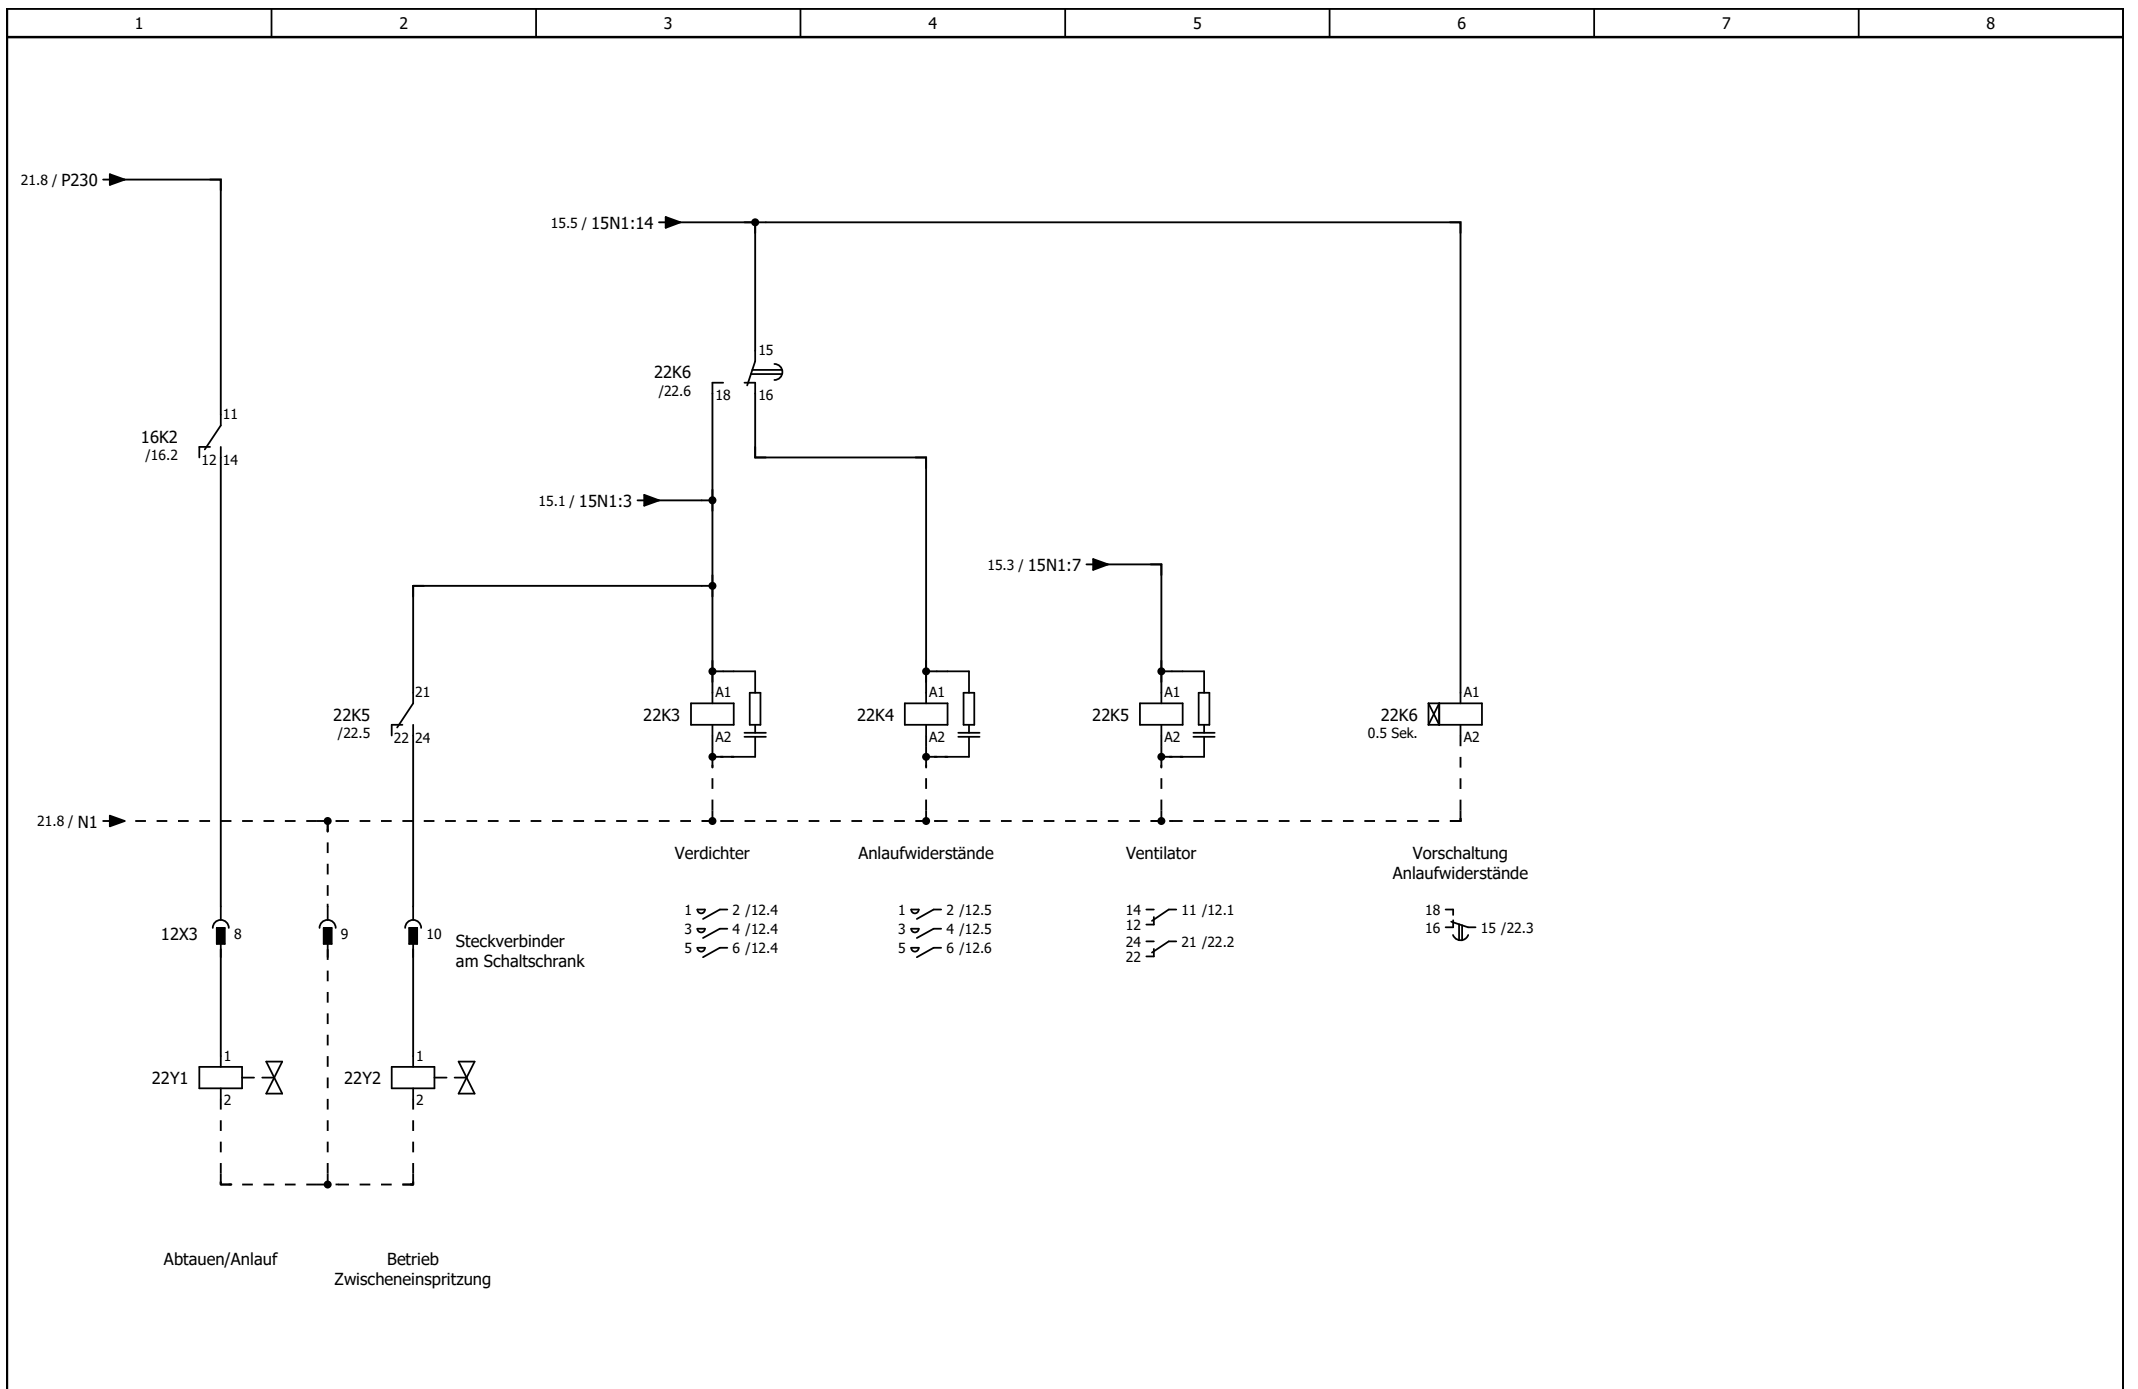 1 2 3 4 5 6 7 8
21.8 / P230
15.5 / 15N1:14
15
22K6
/22.6
18 16
11
16K2
/16.2
12 14
15.1 / 15N1:3
15.3 / 15N1:7
21
22K5
/22.5
22 24
A1
22K3
A2
A1
22K4
A2
A1
22K5
A2
A1
22K6
0.5 Sek.
A2
21.8 / N1
Verdichter
Anlaufwiderstände
Ventilator
Vorschaltung
Anlaufwiderstände
1 2 /12.4
3 4 /12.4
5 6 /12.4
1 2 /12.5
3 4 /12.5
5 6 /12.6
14 11 /12.1
12
24 21 /22.2
22
18
16 15 /22.3
12X3 8 9 10
Steckverbinder
am Schaltschrank
1
22Y1
2
1
22Y2
2
Abtauen/Anlauf
Betrieb
Zwischeneinspritzung